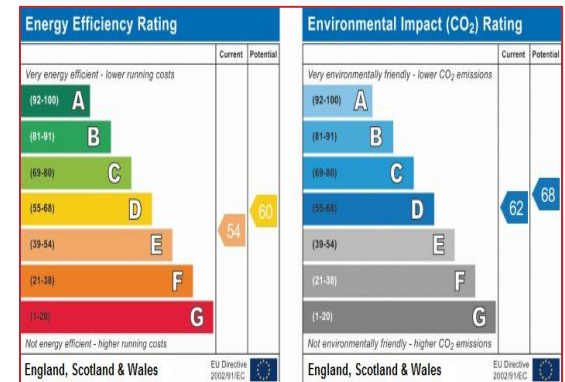 Energy Efficiency Rating
Current Potential
Very energy efficient - lower running costs
(92-100) A
(81-91) B
(69-80) C
(55-68) D
(39-54) E
(21-38) F
(1-20) G
54
60
Not energy efficient - higher running costs
England, Scotland & Wales
EU Directive
2002/91/EC
Environmental Impact (CO2) Rating
Current Potential
Very environmentally friendly - lower CO2 emissions
(92-100) A
(81-91) B
(69-80) C
(55-68) D
(39-54) E
(21-38) F
(1-20) G
62
68
Not environmentally friendly - higher CO2 emissions
England, Scotland & Wales
EU Directive
2002/91/EC